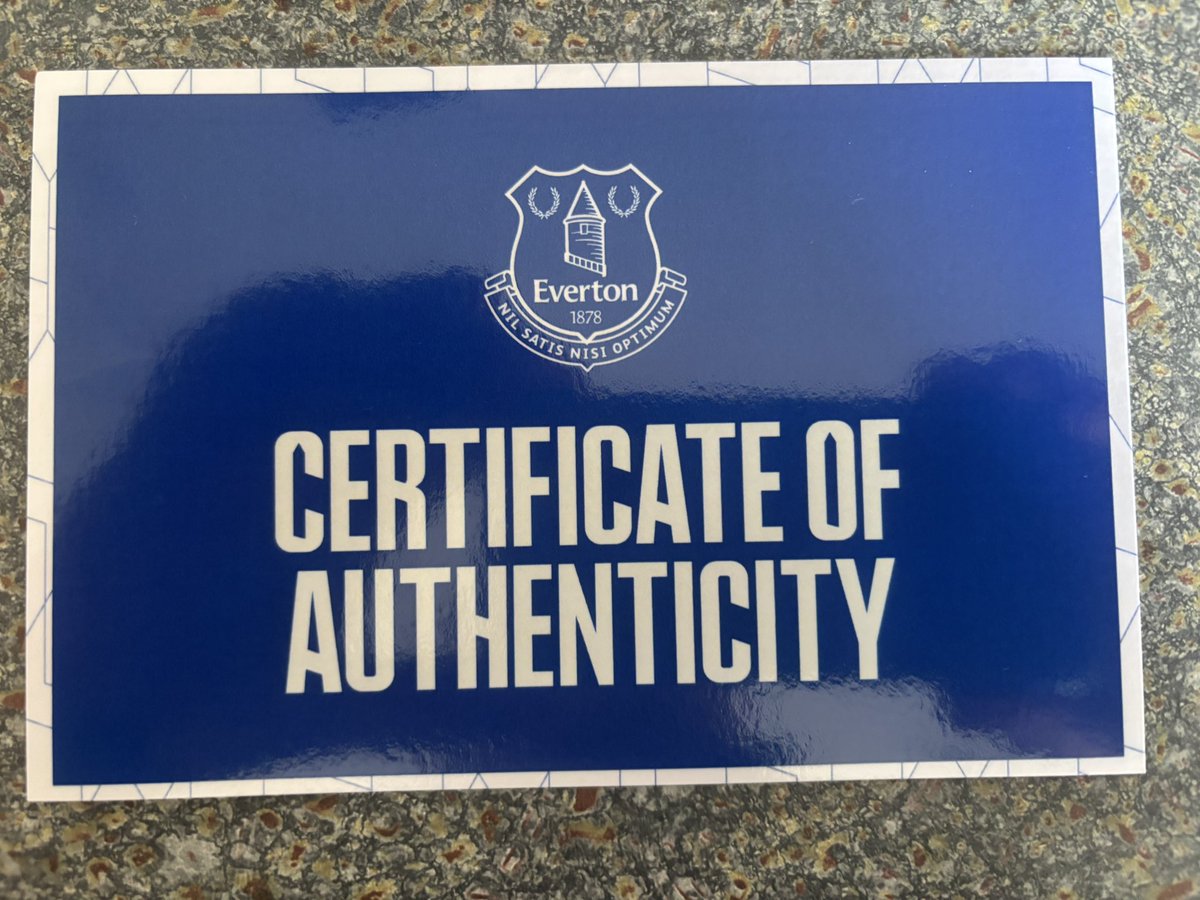 Everton
1878
NIL SATIS NISI OPTIMUM
CERTIFICATE OF
AUTHENTICITY